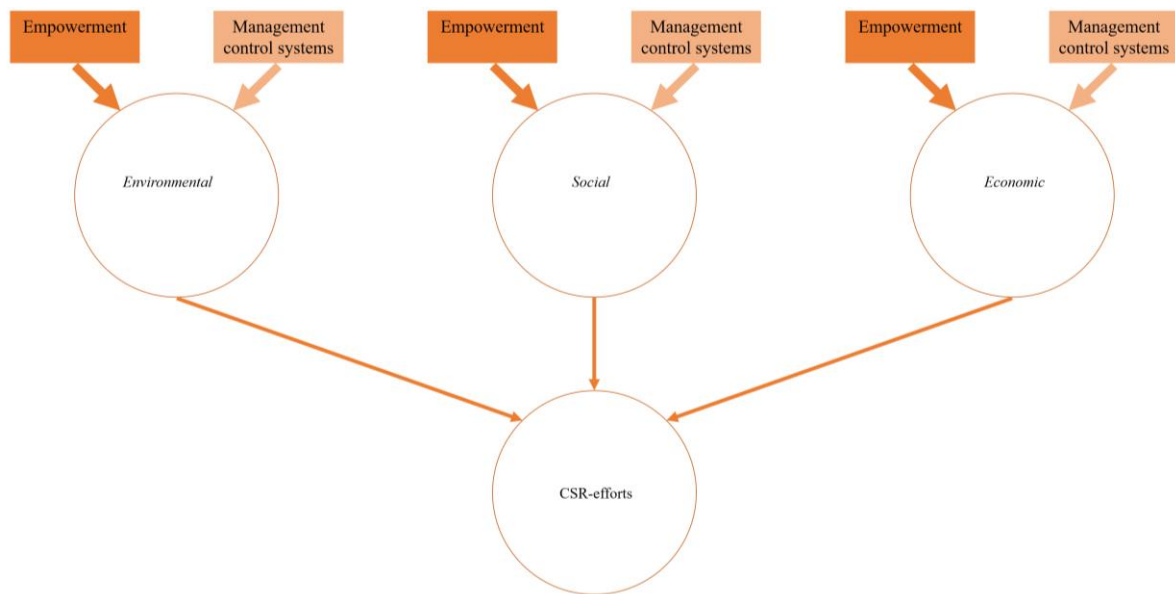 Empowerment
Management
control systems
Empowerment
Management
control systems
Empowerment
Management
control systems
Environmental
Social
Economic
CSR-efforts